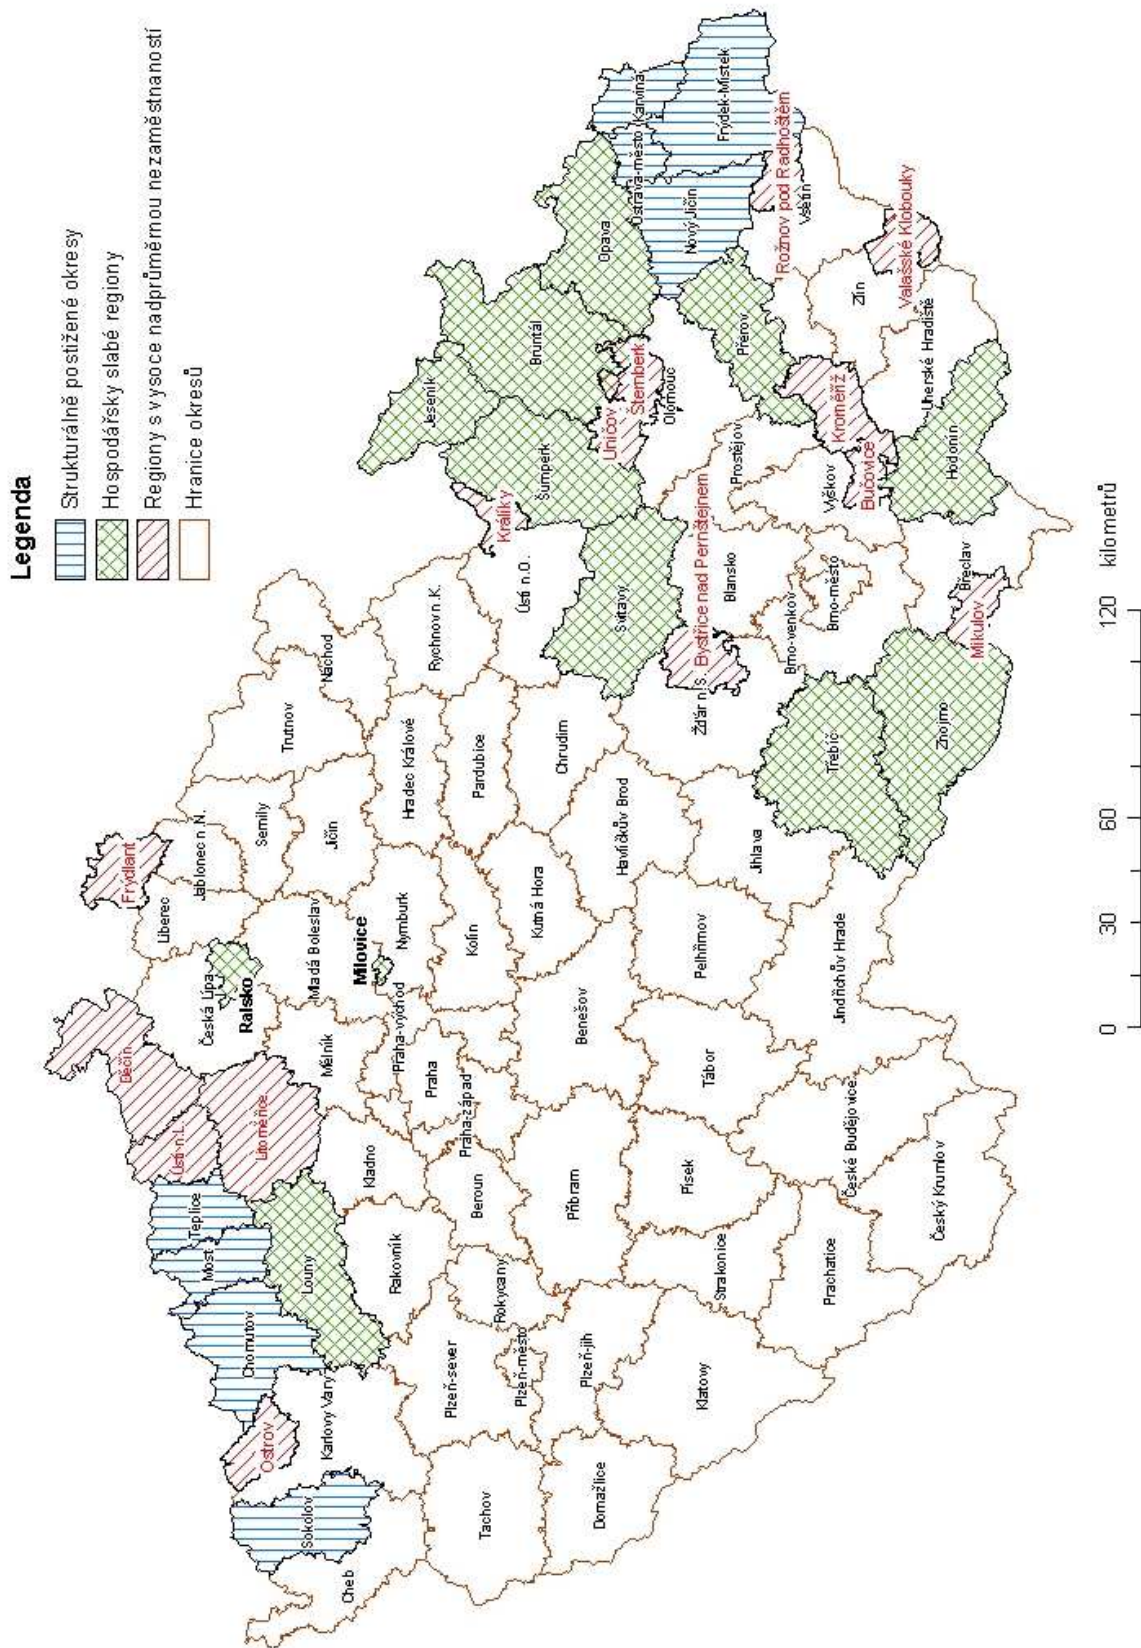 Legenda
Strukturálně postižené okresy
Hospodářsky slabé regiony
Regiony s vysoce nadprůměrnou nezaměstnaností
Hranice okresů
Frýdlant
Liberec
Jablonec n.N.
Semily
Trutnov
Náchod
Děčín
Česká Lípa
Ralsko
Ústí n.L.
Litoměřice
Teplice
Most
Chomutov
Louny
Ostrov
Karlovy Vary
Sokolov
Cheb
Mělník
Mladá Boleslav
Jičín
Hradec Králové
Rychnov n.K.
Milovice
Nymburk
Praha-východ
Praha
Praha-západ
Kladno
Rakovník
Beroun
Rokycany
Plzeň-sever
Plzeň-město
Plzeň-jih
Tachov
Domažlice
Klatovy
Kolín
Kutná Hora
Pardubice
Chrudim
Ústí n.O.
Králíky
Svitavy
Šumperk
Jeseník
Bruntál
Opava
Ostrava-město
Karviná
Frýdek-Místek
Nový Jičín
Uničov
Šternberk
Olomouc
Přerov
Prostějov
Rožnov pod Radhoštěm
Vsetín
Valašské Klobouky
Zlín
Kroměříž
Uherské Hradiště
Hodonín
Bučovice
Vyškov
Bystřice nad Pernštejnem
Blansko
Brno-venkov
Brno-město
Břeclav
Mikulov
Znojmo
Třebíč
Žďár n.S.
Havlíčkův Brod
Jihlava
Pelhřimov
Jindřichův Hrade
Benešov
Tábor
Příbram
Písek
Strakonice
Prachatice
České Budějovice
Český Krumlov
0 30 60 120 kilometrů